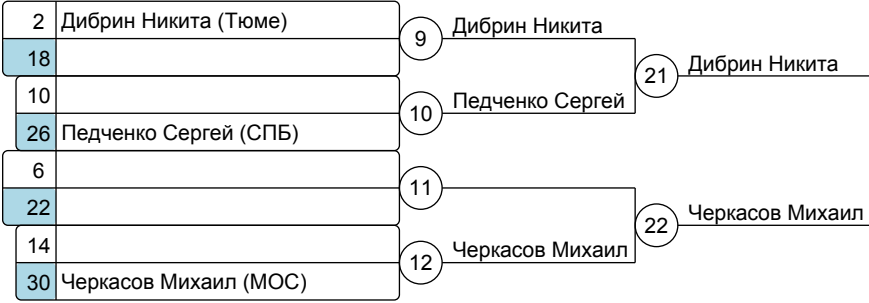 2 Дибрин Никита (Тюме)
18
10
26 Педченко Сергей (СПБ)
6
22
14
30 Черкасов Михаил (МОС)
9 Дибрин Никита
10 Педченко Сергей
11
12 Черкасов Михаил
21 Дибрин Никита
22 Черкасов Михаил